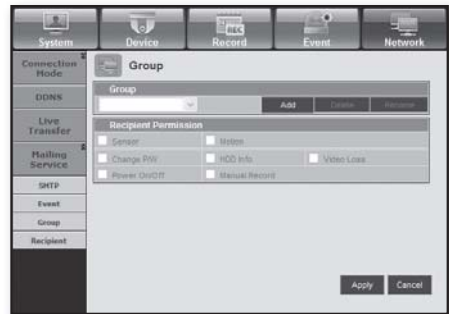 System Device Record Event Network
REC
Connection Mode
DDNS
Live Transfer
Mailing Service
SMTP
Event
Group
Recipient
Group
Group
Add Delete Rename
Recipient Permission
Sensor Motion
Change P/W HDD Info Video Loss
Power On/Off Manual Record
Apply Cancel